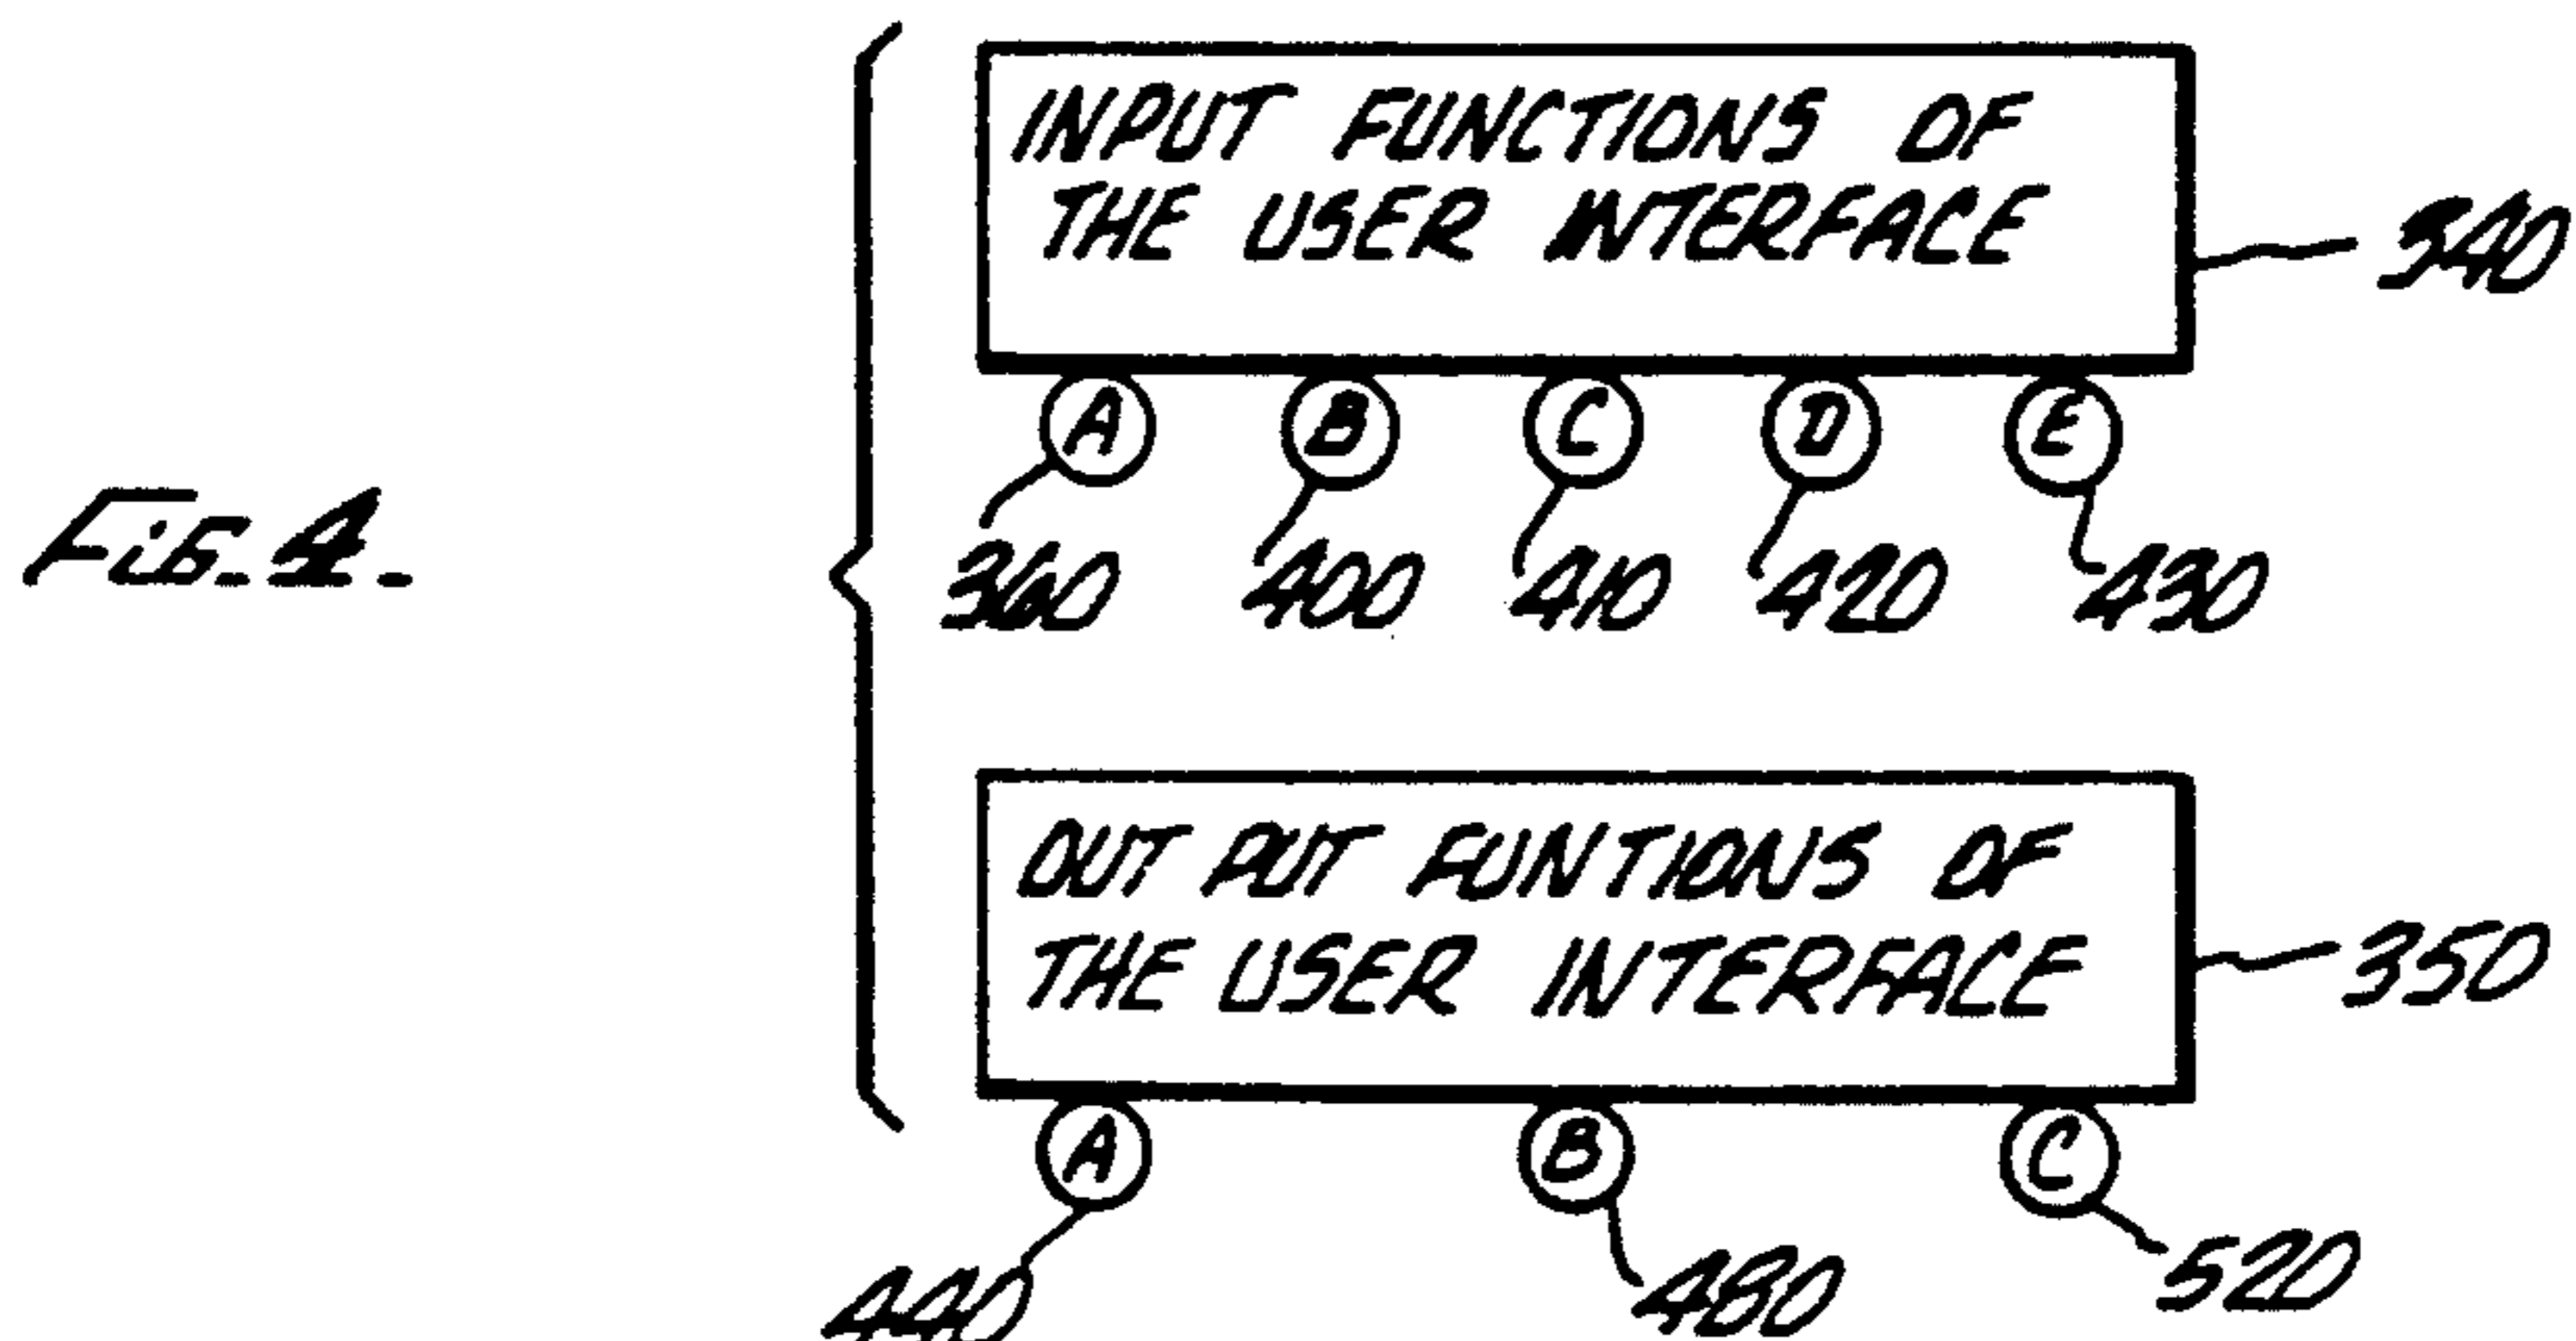 INPUT FUNCTIONS OF
THE USER INTERFACE
340
A B C D E
360 400 410 420 430
Fig. 4.
OUT PUT FUNTIONS OF
THE USER INTERFACE
350
A B C
440 480 520